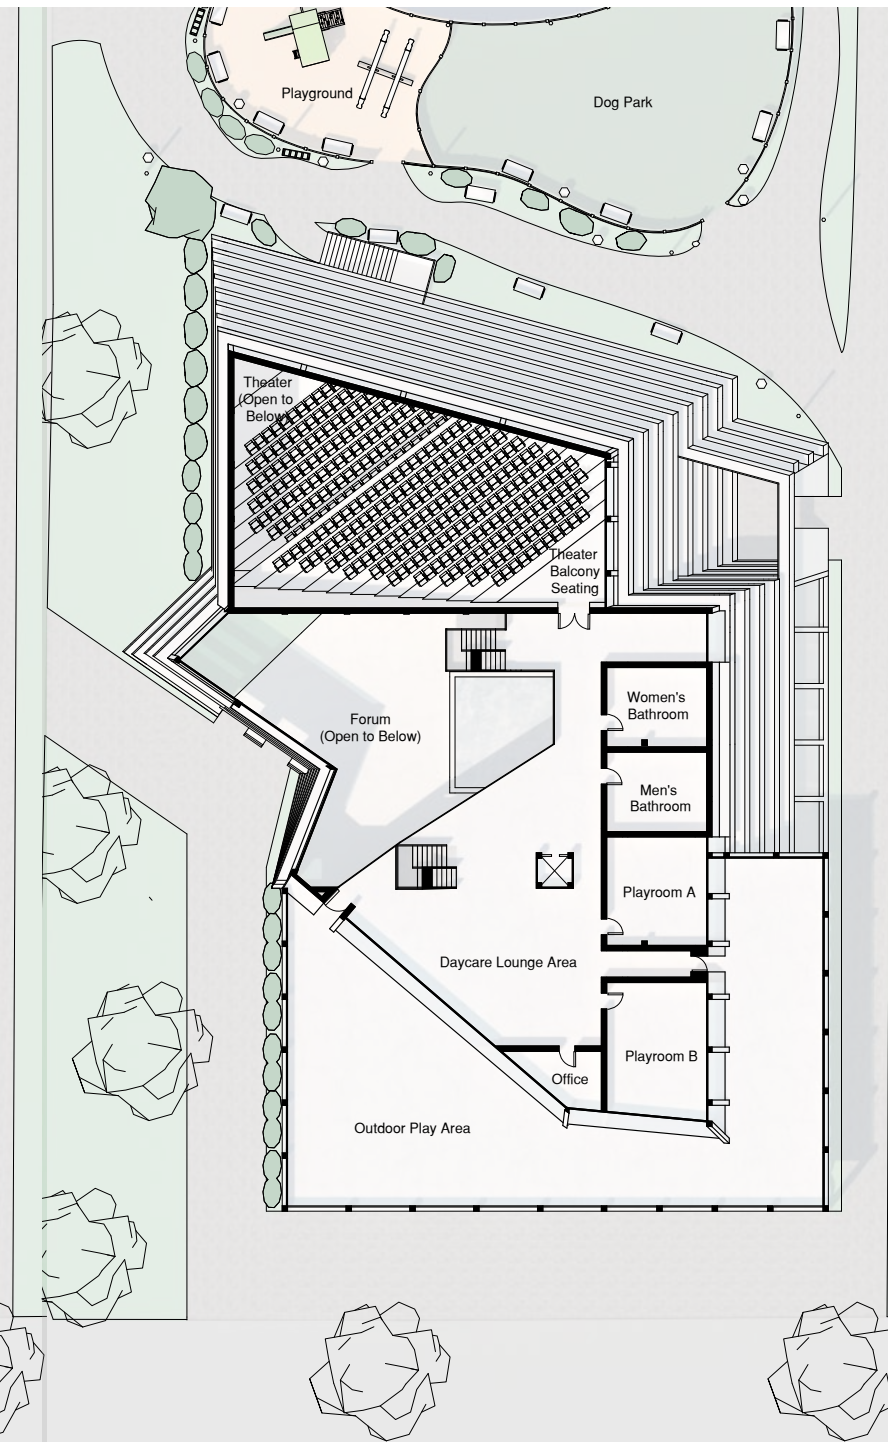 Playground
Dog Park
Theater
(Open to
Below)
Theater
Balcony
Seating
Women's
Bathroom
Forum
(Open to Below)
Men's
Bathroom
Playroom A
Daycare Lounge Area
Playroom B
Office
Outdoor Play Area